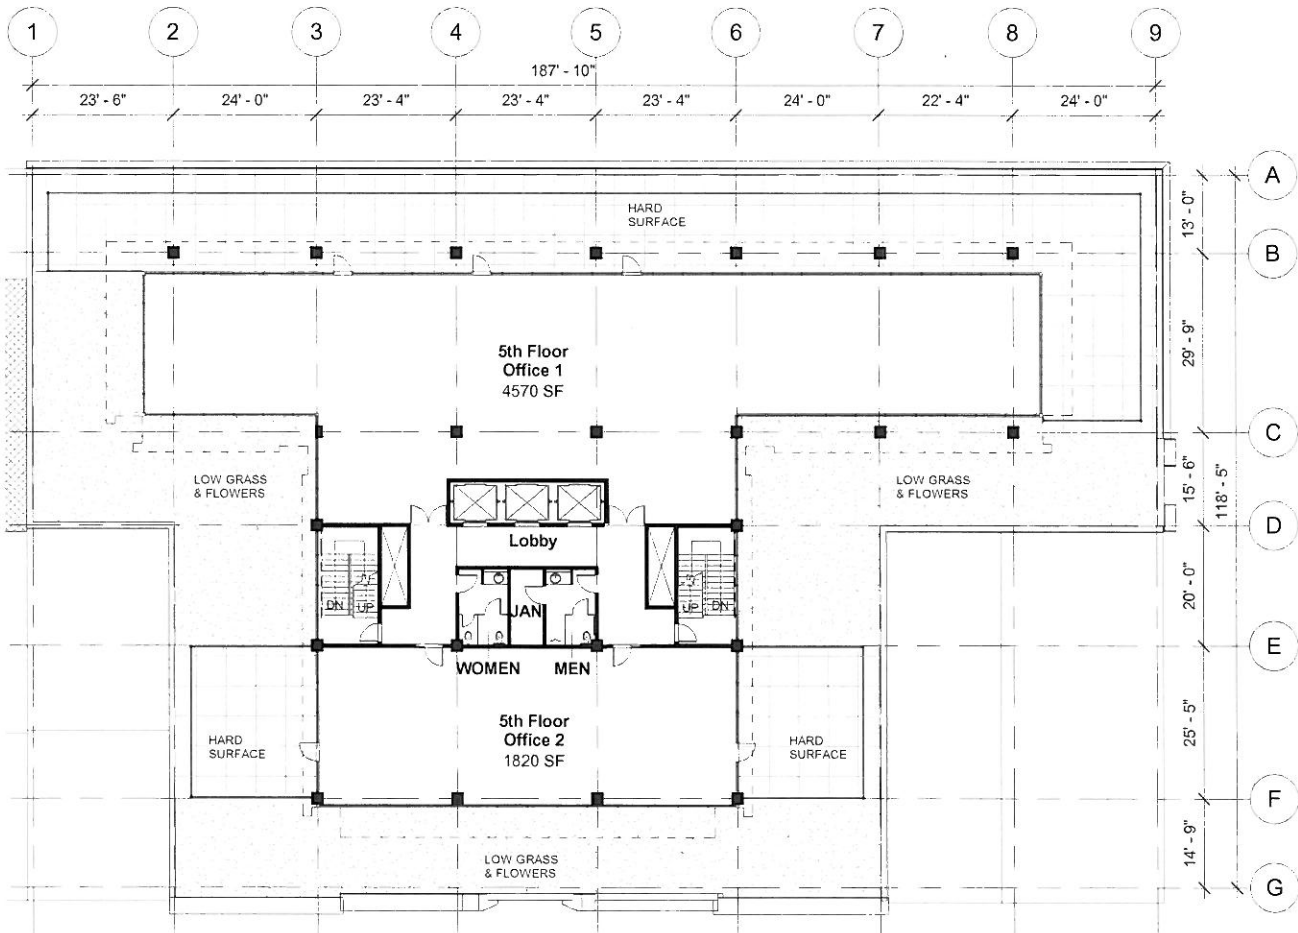 1 2 3 4 5 6 7 8 9
187' - 10"
23' - 6" 24' - 0" 23' - 4" 23' - 4" 23' - 4" 24' - 0" 22' - 4" 24' - 0"
A
13' - 0"
HARD
SURFACE
B
29' - 9"
5th Floor
Office 1
4570 SF
C
LOW GRASS
& FLOWERS
LOW GRASS
& FLOWERS
15' - 6"
118' - 5"
D
Lobby
20' - 0"
DN UP
JAN
UP DN
E
WOMEN MEN
25' - 5"
5th Floor
Office 2
1820 SF
HARD
SURFACE
HARD
SURFACE
F
14' - 9"
LOW GRASS
& FLOWERS
G